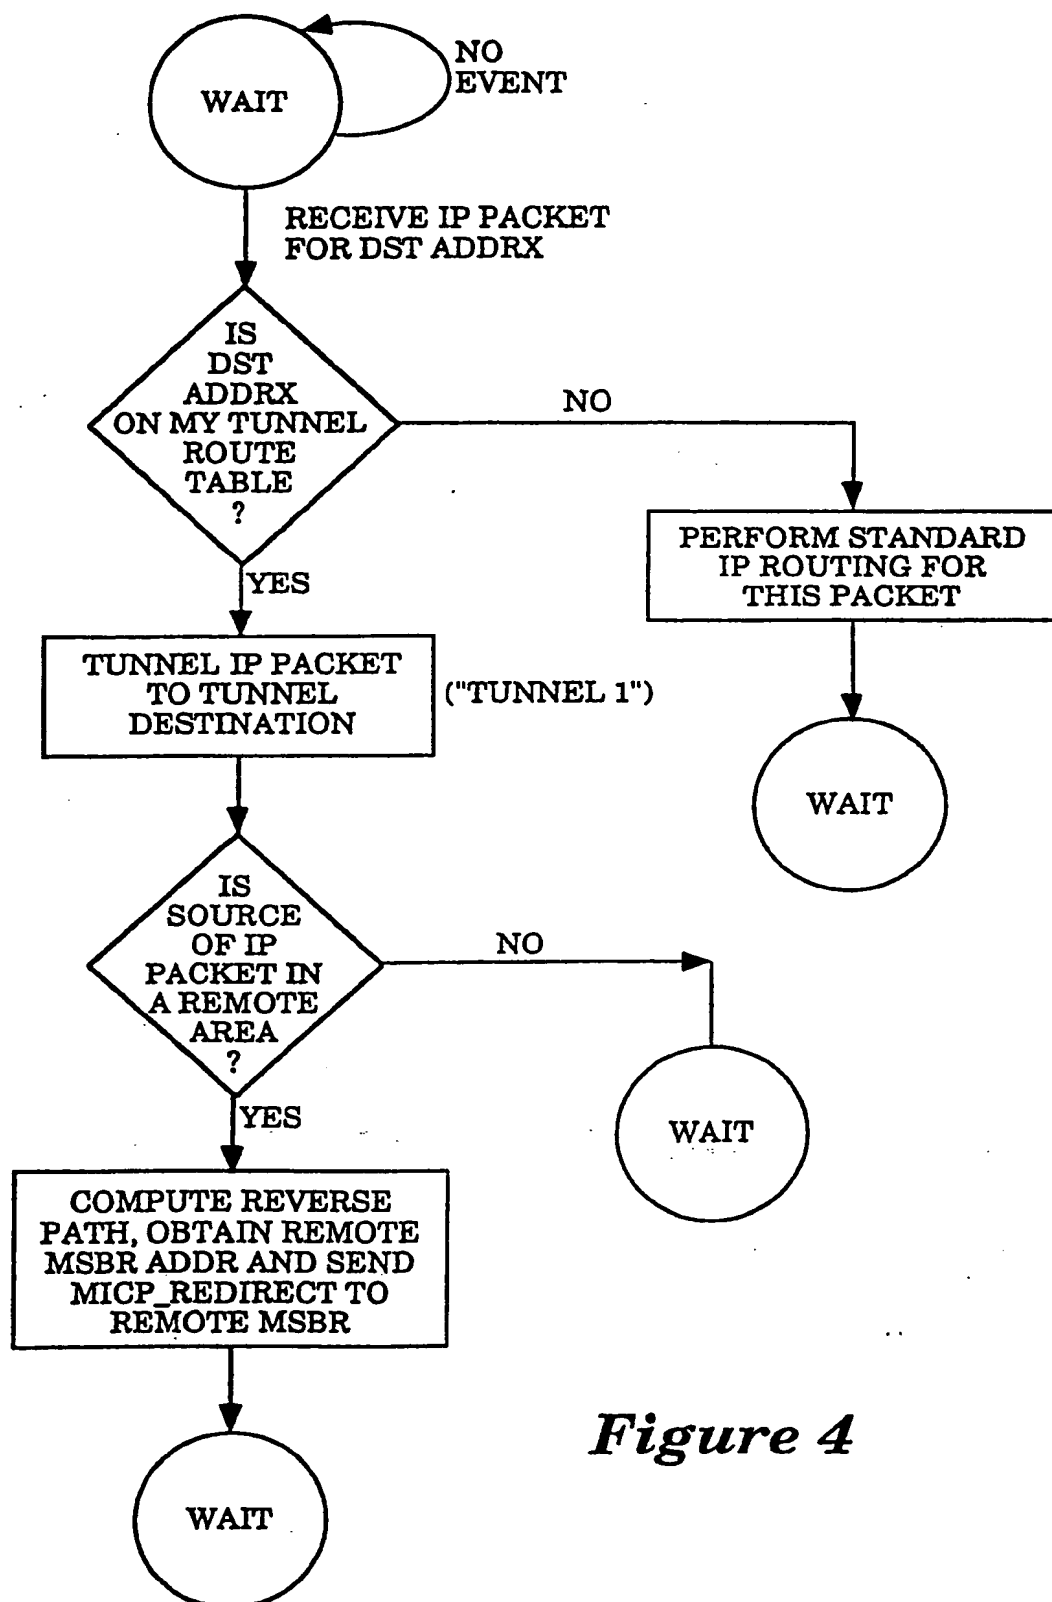 WAIT
NO
EVENT
RECEIVE IP PACKET
FOR DST ADDRX
IS
DST
ADDRX
ON MY TUNNEL
ROUTE
TABLE
?
NO
YES
PERFORM STANDARD
IP ROUTING FOR
THIS PACKET
TUNNEL IP PACKET
TO TUNNEL
DESTINATION
("TUNNEL 1")
WAIT
IS
SOURCE
OF IP
PACKET IN
A REMOTE
AREA
?
NO
YES
WAIT
COMPUTE REVERSE
PATH, OBTAIN REMOTE
MSBR ADDR AND SEND
MICP_REDIRECT TO
REMOTE MSBR
Figure 4
WAIT